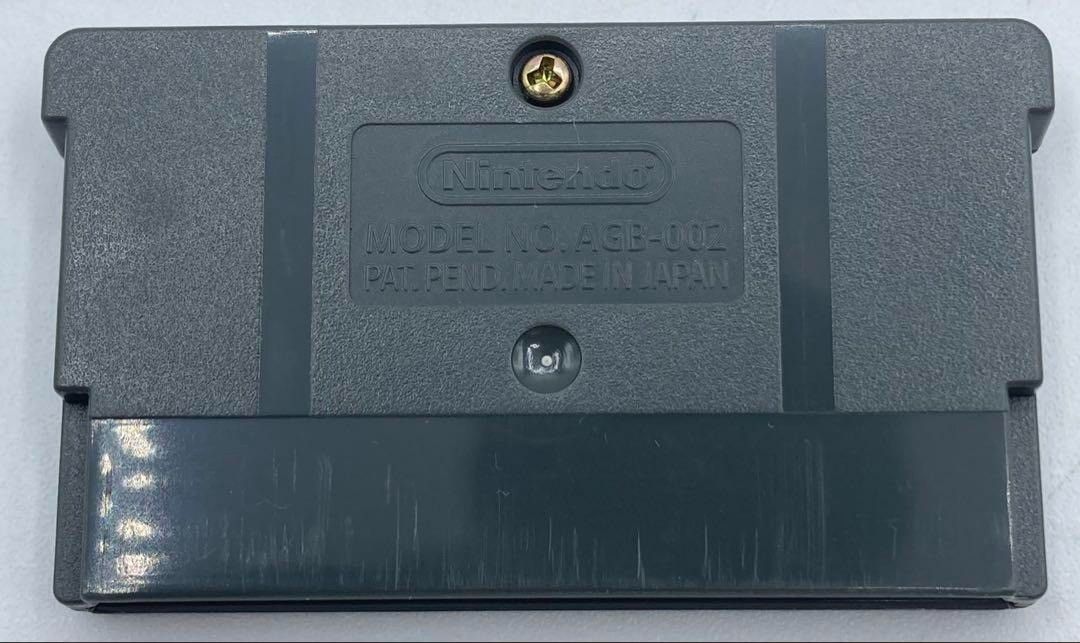 Nintendo
MODEL NO. AGB-002
PAT. PEND. MADE IN JAPAN